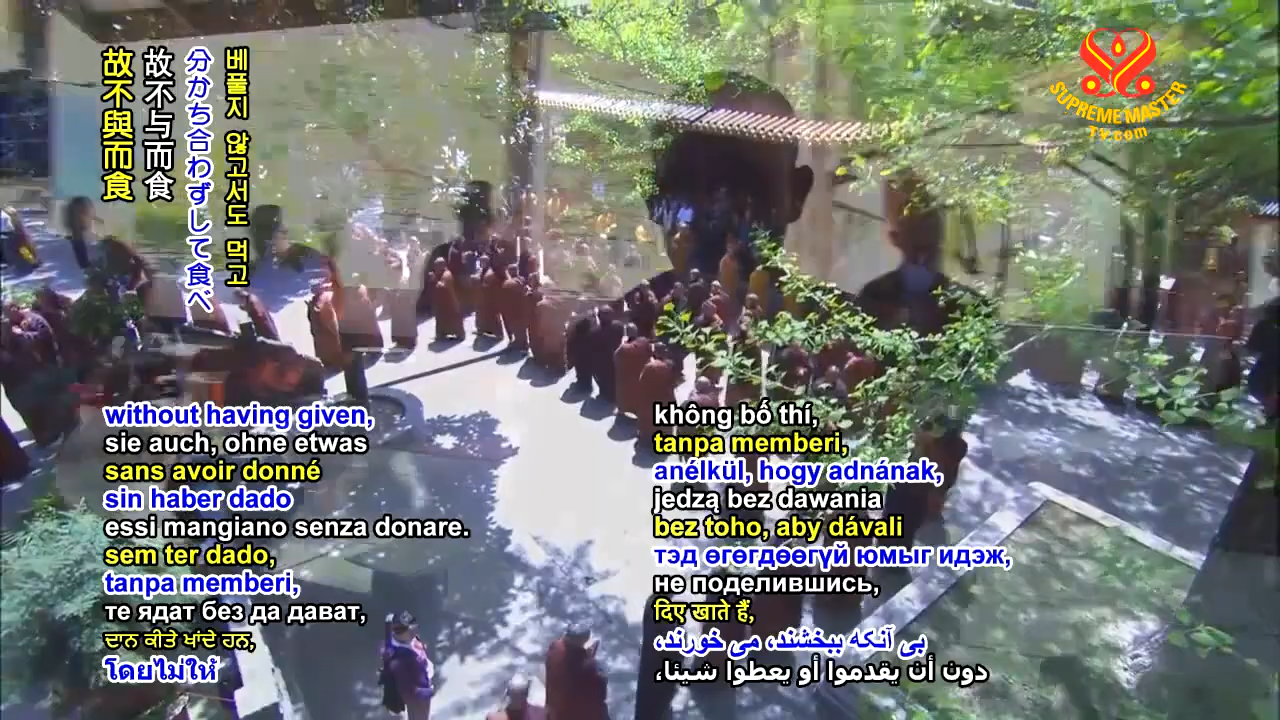 故不與而食
故不与而食
分かち合わずして食べ
베풀지 않고서도 먹고
SUPREME MASTER
TV.com
without having given,
sie auch, ohne etwas
sans avoir donné
sin haber dado
essi mangiano senza donare.
sem ter dado,
tanpa memberi,
те ядат без да дават,
ਦਾਨ ਕੀਤੇ ਖਾਂਦੇ ਹਨ,
โดยไม่ให้
không bố thí,
tanpa memberi,
anélkül, hogy adnának,
jedzą bez dawania
bez toho, aby dávali
тэд өгөгдөөгүй юмыг идэж,
не поделившись,
दिए खाते हैं,
بی آنکه ببخشند، می خورند،
دون أن يقدموا أو يعطوا شيئا،